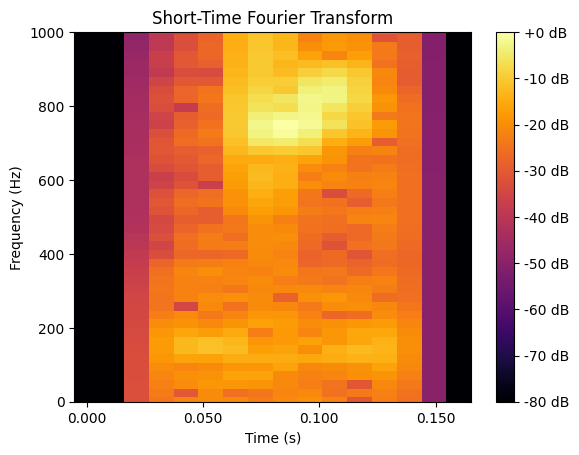 Short-Time Fourier Transform
1000
800
600
400
200
0
Frequency (Hz)
0.000
0.050
0.100
0.150
Time (s)
+0 dB
-10 dB
-20 dB
-30 dB
-40 dB
-50 dB
-60 dB
-70 dB
-80 dB